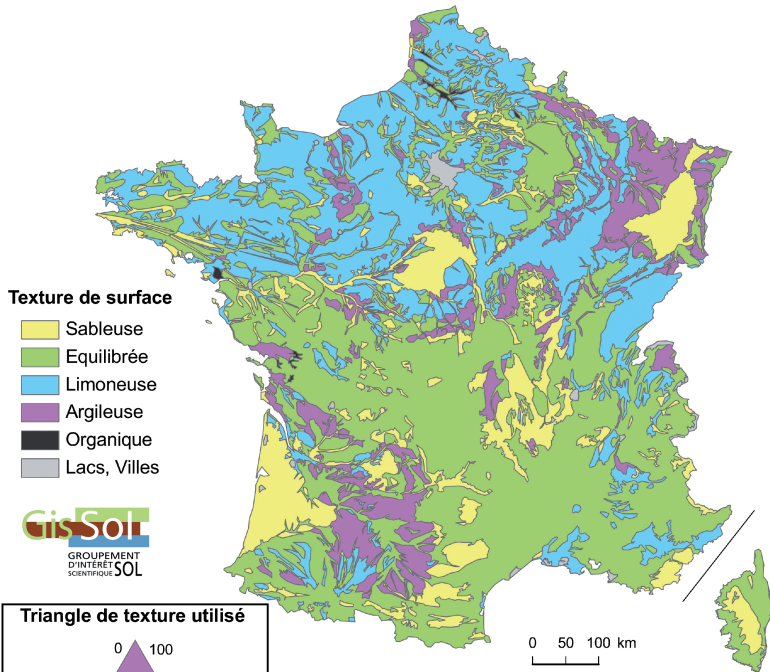 Texture de surface
Sableuse
Equilibrée
Limoneuse
Argileuse
Organique
Lacs, Villes
GisSol
GROUPEMENT
D'INTÉRÊT
SCIENTIFIQUE SOL
Triangle de texture utilisé
0 100
0 50 100 km